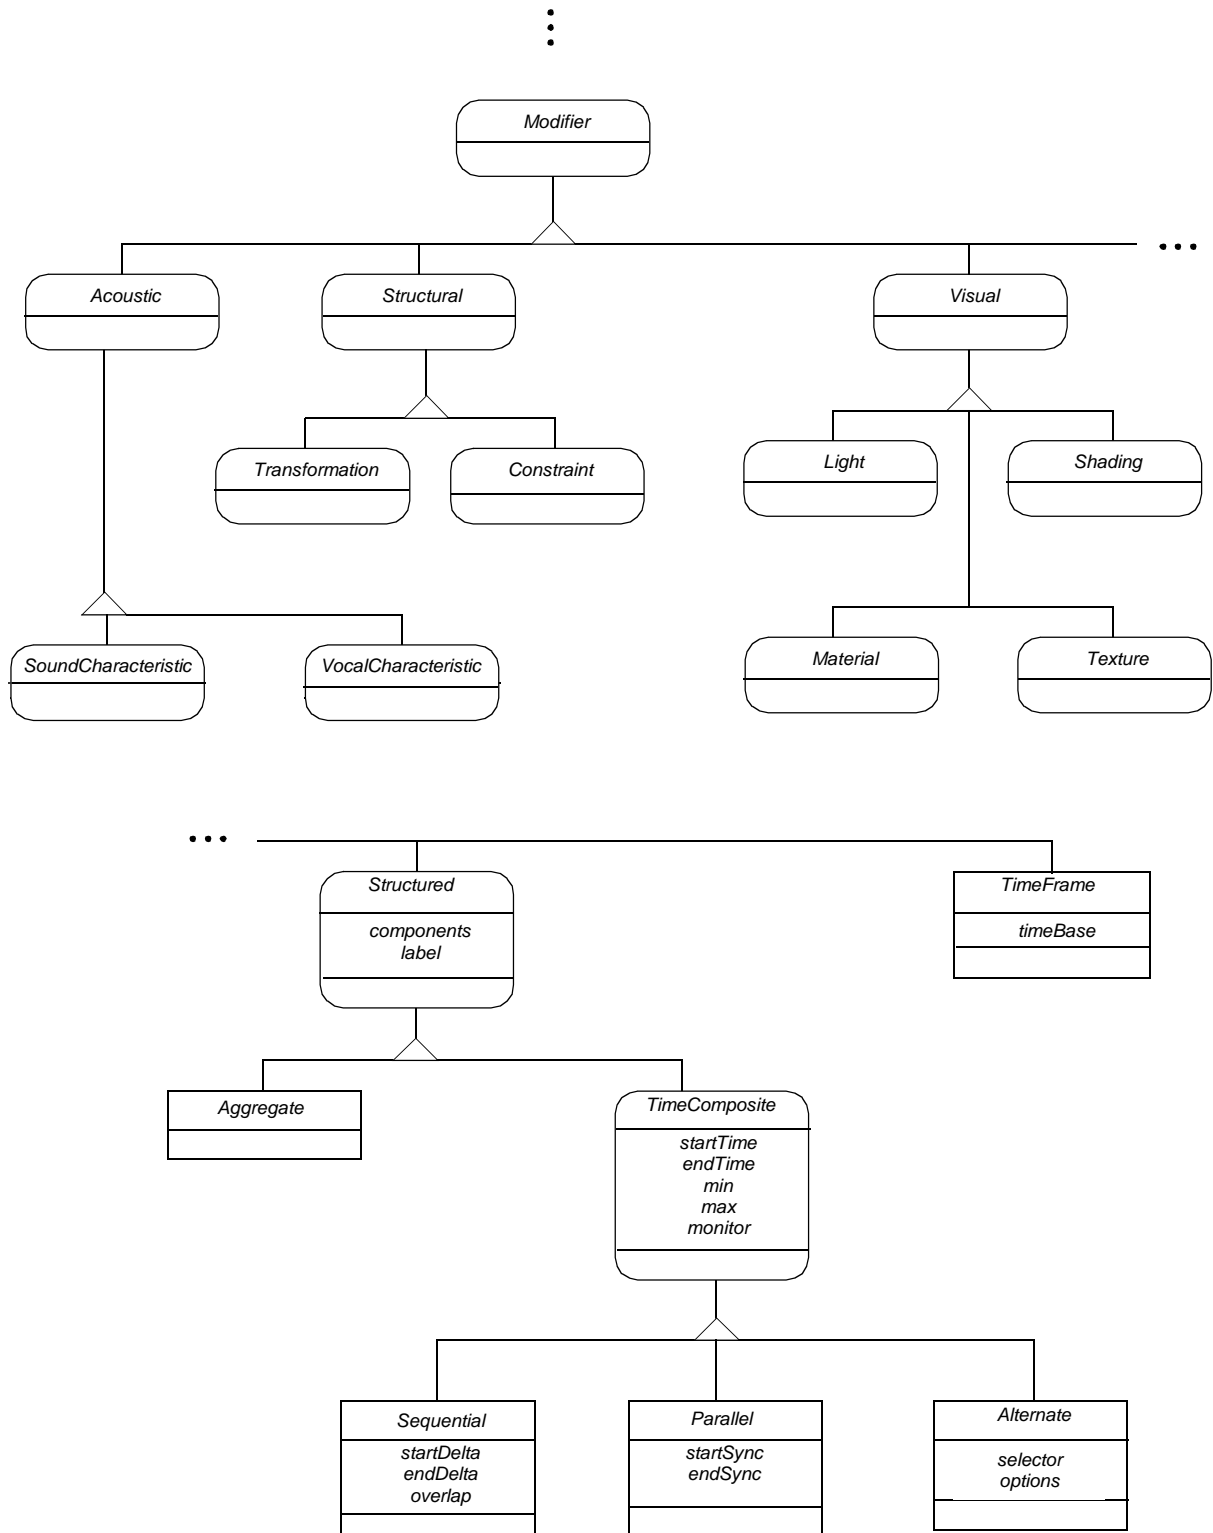 Modifier
Acoustic
Structural
Visual
Transformation
Constraint
Light
Shading
SoundCharacteristic
VocalCharacteristic
Material
Texture
Structured
components
label
TimeFrame
timeBase
Aggregate
TimeComposite
startTime
endTime
min
max
monitor
Sequential
startDelta
endDelta
overlap
Parallel
startSync
endSync
Alternate
selector
options